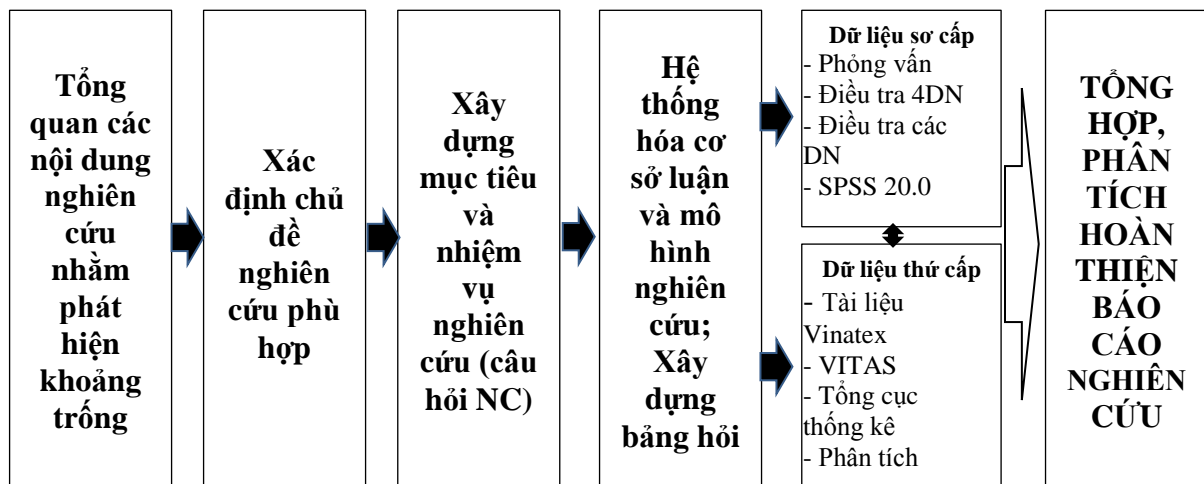 Tổng
quan các
nội dung
nghiên
cứu
nhằm
phát
hiện
khoảng
trống
Xác
định chủ
đề
nghiên
cứu phù
hợp
Xây
dựng
mục tiêu
và
nhiệm
vụ
nghiên
cứu (câu
hỏi NC)
Hệ
thống
hóa cơ
sở luận
và mô
hình
nghiên
cứu;
Xây
dựng
bảng hỏi
Dữ liệu sơ cấp
- Phỏng vấn
- Điều tra 4DN
- Điều tra các
DN
- SPSS 20.0
Dữ liệu thứ cấp
- Tài liệu
Vinatex
- VITAS
- Tổng cục
thống kê
- Phân tích
TỔNG
HỢP,
PHÂN
TÍCH
HOÀN
THIỆN
BÁO
CÁO
NGHIÊN
CỨU